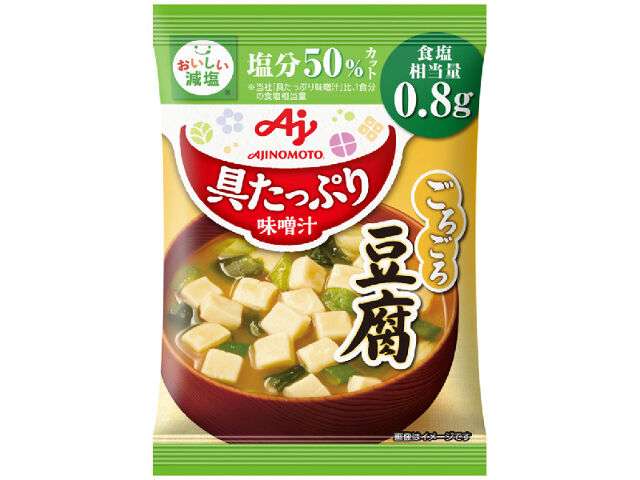 おいしい
減塩
塩分50%カット
※当社「具たっぷり味噌汁」比、1食分
の食塩相当量
食塩
相当量
0.8g
Aj
AJINOMOTO®
具たっぷり
味噌汁
ごろごろ
豆腐
画像はイメージです